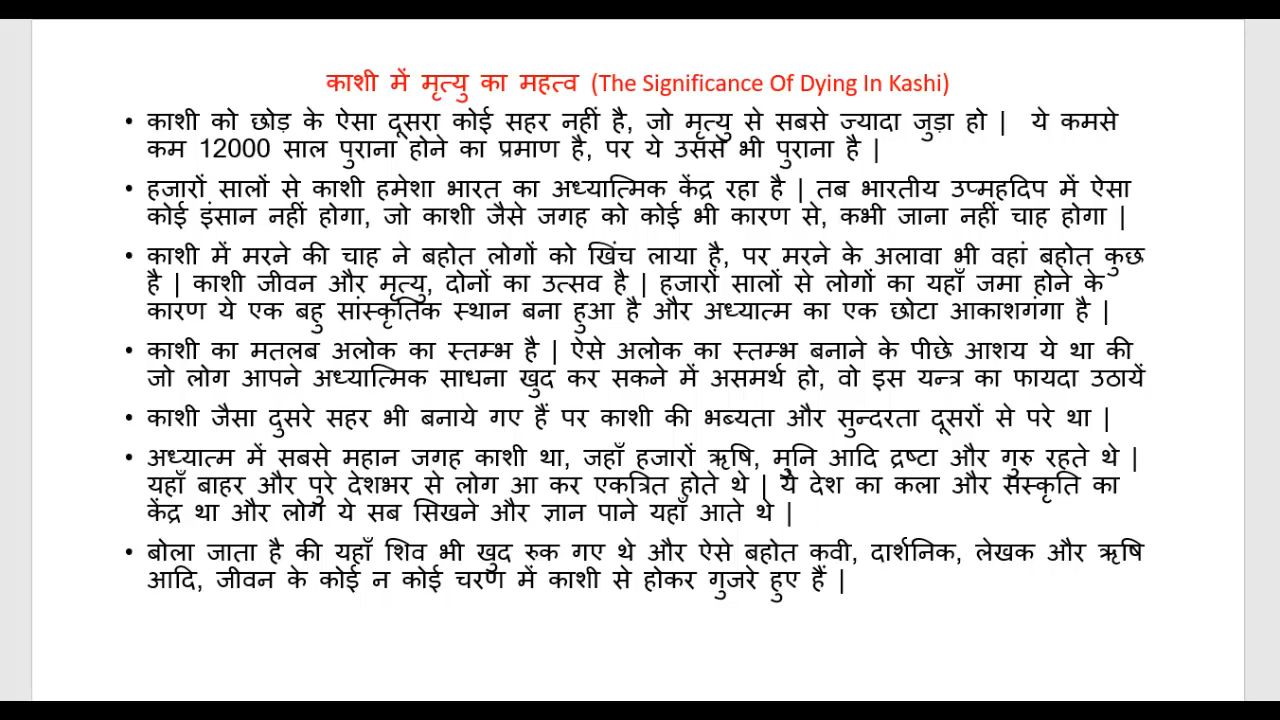 काशी में मृत्यु का महत्व (The Significance Of Dying In Kashi)
• काशी को छोड़ के ऐसा दूसरा कोई सहर नहीं है, जो मृत्यु से सबसे ज्यादा जुड़ा हो | ये कमसे
कम 12000 साल पुराना होने का प्रमाण है, पर ये उससे भी पुराना है |
• हजारों सालों से काशी हमेशा भारत का अध्यात्मिक केंद्र रहा है | तब भारतीय उप्महदिप में ऐसा
कोई इंसान नहीं होगा, जो काशी जैसे जगह को कोई भी कारण से, कभी जाना नहीं चाह होगा |
• काशी में मरने की चाह ने बहोत लोगों को खिंच लाया है, पर मरने के अलावा भी वहां बहोत कुछ
है | काशी जीवन और मृत्यु, दोनों का उत्सव है | हजारों सालों से लोगों का यहाँ जमा होने के
कारण ये एक बहु सांस्कृतिक स्थान बना हुआ है और अध्यात्म का एक छोटा आकाशगंगा है |
• काशी का मतलब अलोक का स्तम्भ है | ऐसे अलोक का स्तम्भ बनाने के पीछे आशय ये था की
जो लोग आपने अध्यात्मिक साधना खुद कर सकने में असमर्थ हो, वो इस यन्त्र का फायदा उठायें
• काशी जैसा दुसरे सहर भी बनाये गए हैं पर काशी की भब्यता और सुन्दरता दूसरों से परे था |
• अध्यात्म में सबसे महान जगह काशी था, जहाँ हजारों ऋषि, मुनि आदि द्रष्टा और गुरु रहते थे |
यहाँ बाहर और पुरे देशभर से लोग आ कर एकत्रित होते थे | ये देश का कला और संस्कृति का
केंद्र था और लोग ये सब सिखने और ज्ञान पाने यहाँ आते थे |
• बोला जाता है की यहाँ शिव भी खुद रुक गए थे और ऐसे बहोत कवी, दार्शनिक, लेखक और ऋषि
आदि, जीवन के कोई न कोई चरण में काशी से होकर गुजरे हुए हैं |